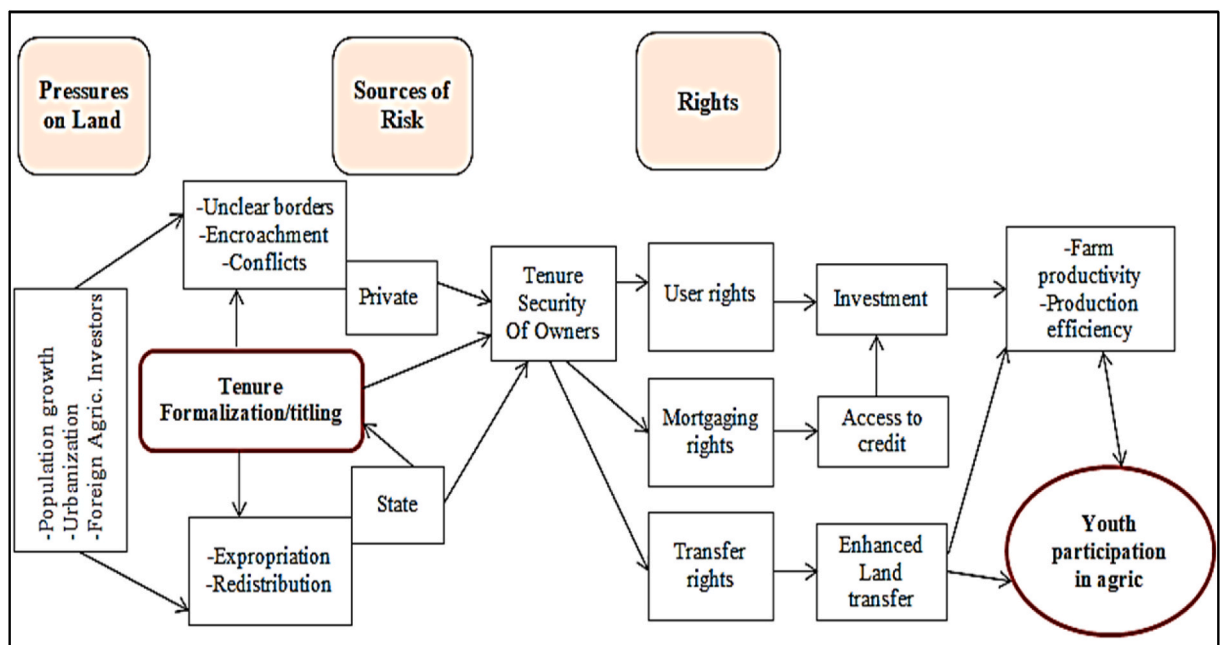 Pressures
on Land
Sources of
Risk
Rights
-Population growth
-Urbanization
-Foreign Agric. Investors
-Unclear borders
-Encroachment
-Conflicts
Private
Tenure
Formalization/titling
State
-Expropriation
-Redistribution
Tenure
Security
Of Owners
User rights
Mortgaging
rights
Transfer
rights
Investment
Access to
credit
Enhanced
Land
transfer
-Farm
productivity
-Production
efficiency
Youth
participation
in agric